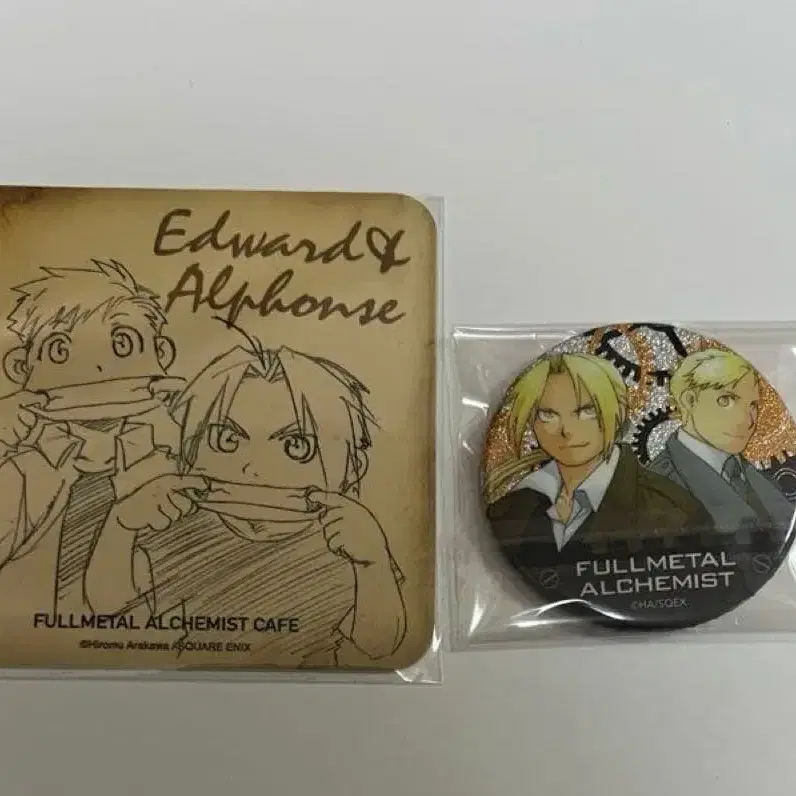 Edward &
Alphonse
FULLMETAL ALCHEMIST CAFE
©Hiromu Arakawa / SQUARE ENIX
FULLMETAL
ALCHEMIST
©HA/SQEX